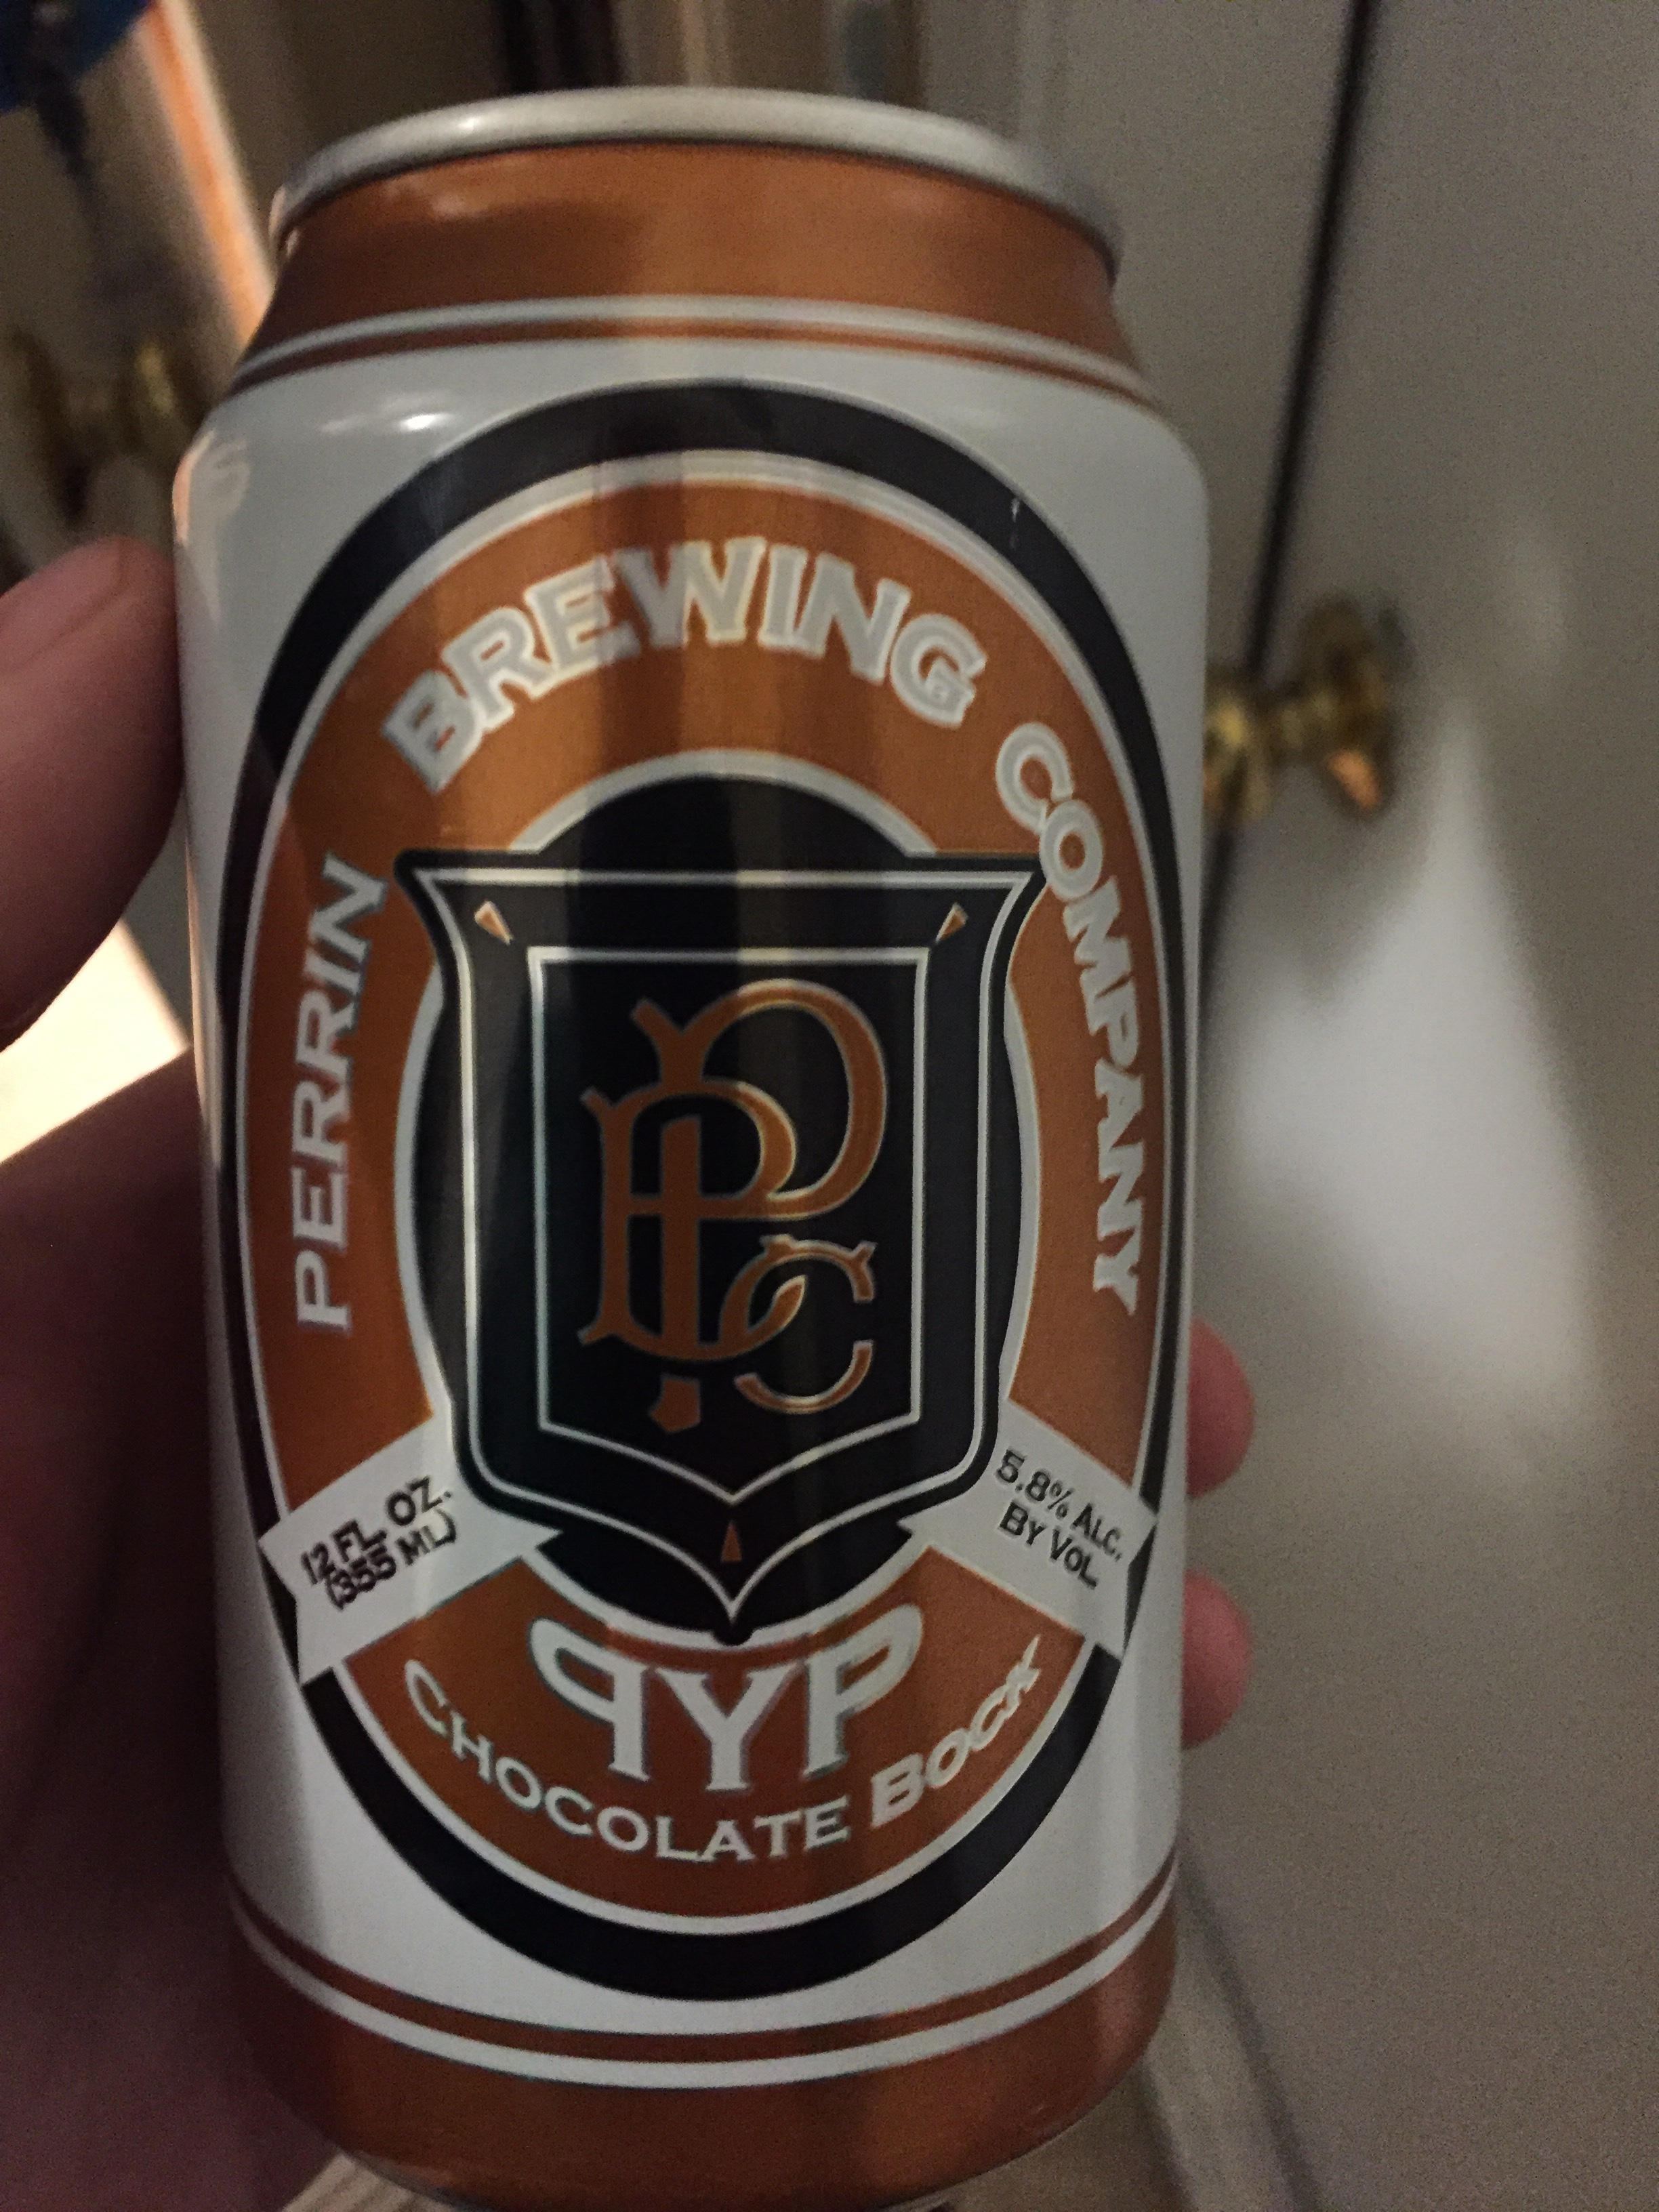 PERRIN BREWING COMPANY
PBC
12 FL. OZ.
(355 ML)
5.8% ALC.
BY VOL.
PYP
CHOCOLATE BOCK